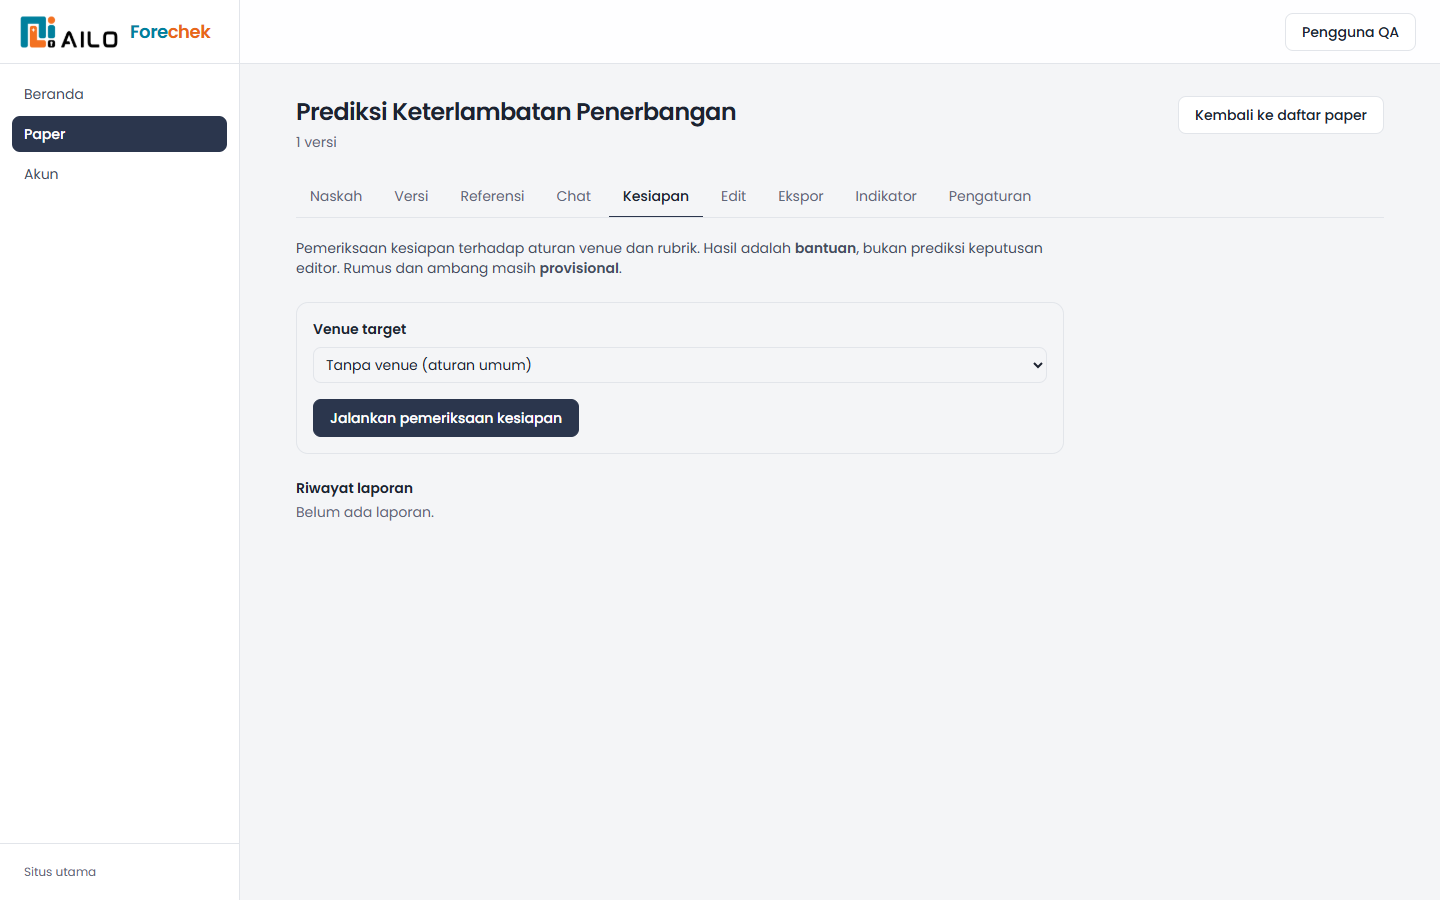 AILO Forechek
Pengguna QA
Beranda
Paper
Akun
Prediksi Keterlambatan Penerbangan
Kembali ke daftar paper
1 versi
Naskah Versi Referensi Chat Kesiapan Edit Ekspor Indikator Pengaturan
Pemeriksaan kesiapan terhadap aturan venue dan rubrik. Hasil adalah bantuan, bukan prediksi keputusan
editor. Rumus dan ambang masih provisional.
Venue target
Tanpa venue (aturan umum)
Jalankan pemeriksaan kesiapan
Riwayat laporan
Belum ada laporan.
Situs utama